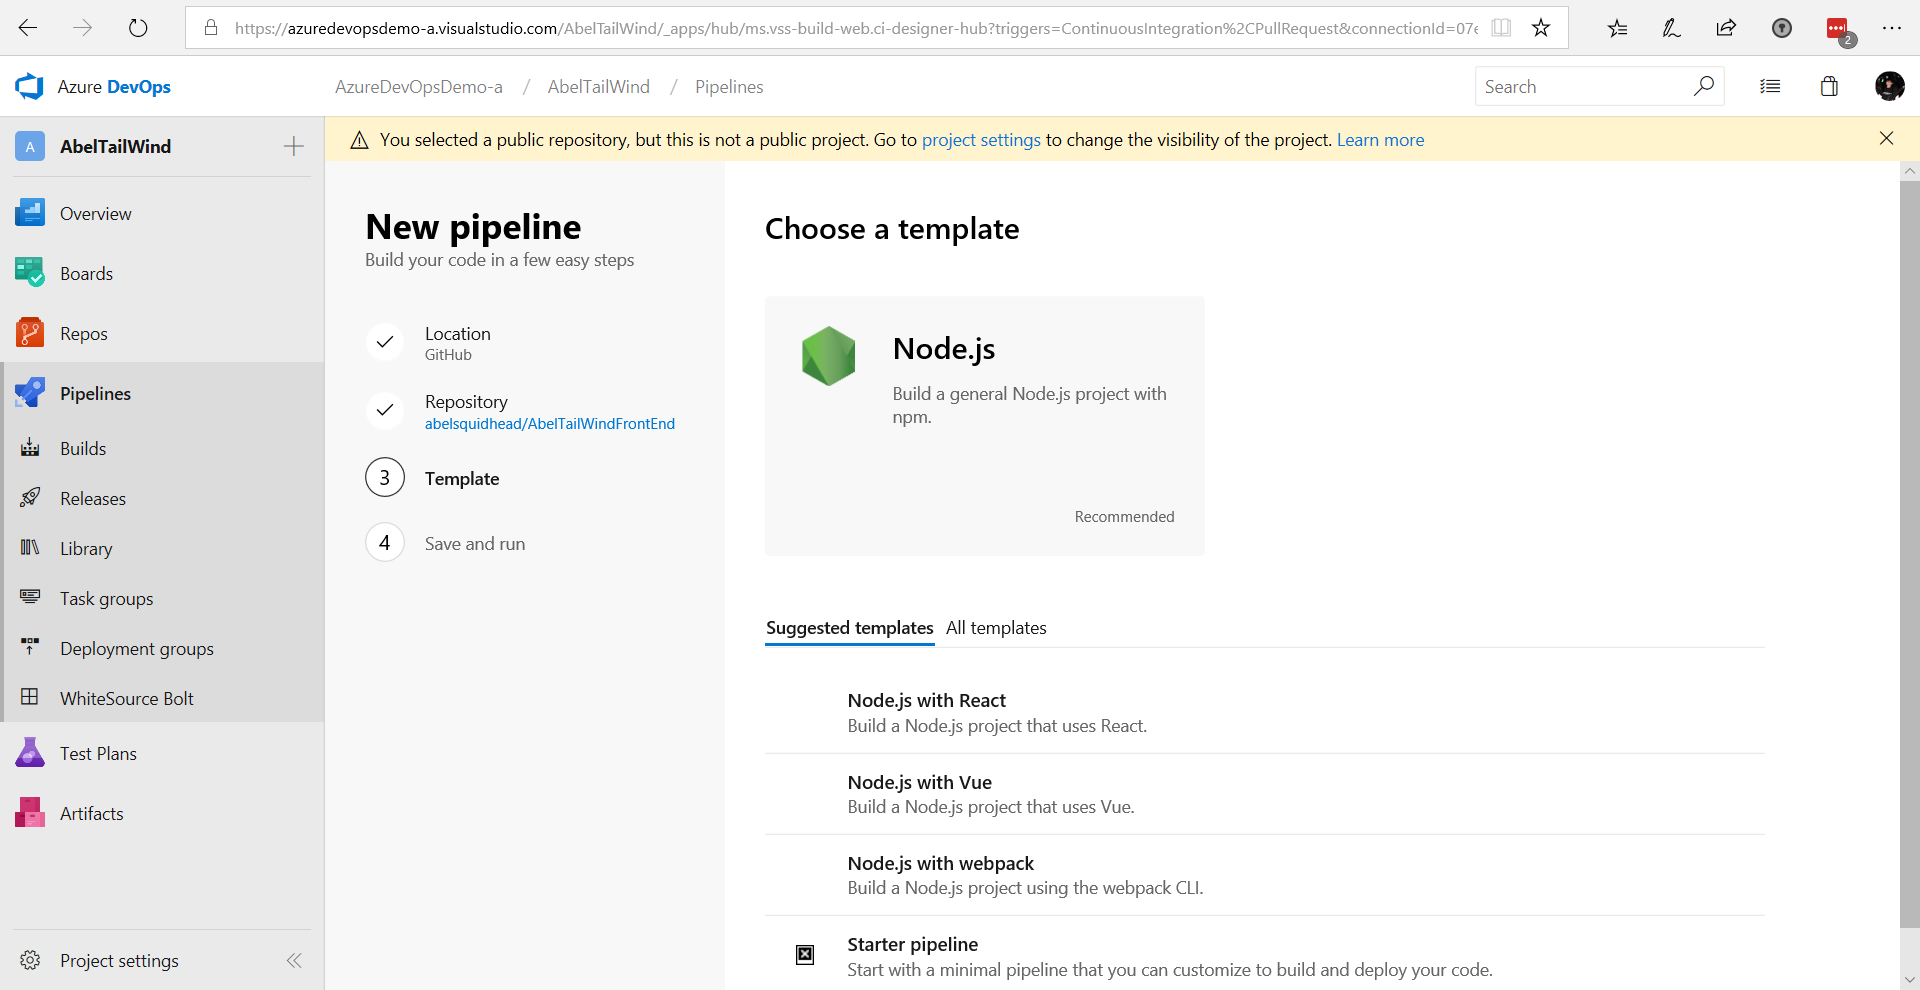 https://azuredevopsdemo-a.visualstudio.com/AbelTailWind/_apps/hub/ms.vss-build-web.ci-designer-hub?triggers=ContinuousIntegration%2CPullRequest&connectionId=07e
2
Azure DevOps
AzureDevOpsDemo-a / AbelTailWind / Pipelines
Search
A AbelTailWind
You selected a public repository, but this is not a public project. Go to project settings to change the visibility of the project. Learn more
Overview
Boards
Repos
Pipelines
Builds
Releases
Library
Task groups
Deployment groups
WhiteSource Bolt
Test Plans
Artifacts
Project settings
New pipeline
Build your code in a few easy steps
Location
GitHub
Repository
abelsquidhead/AbelTailWindFrontEnd
3 Template
4 Save and run
Choose a template
Node.js
Build a general Node.js project with
npm.
Recommended
Suggested templates All templates
Node.js with React
Build a Node.js project that uses React.
Node.js with Vue
Build a Node.js project that uses Vue.
Node.js with webpack
Build a Node.js project using the webpack CLI.
Starter pipeline
Start with a minimal pipeline that you can customize to build and deploy your code.